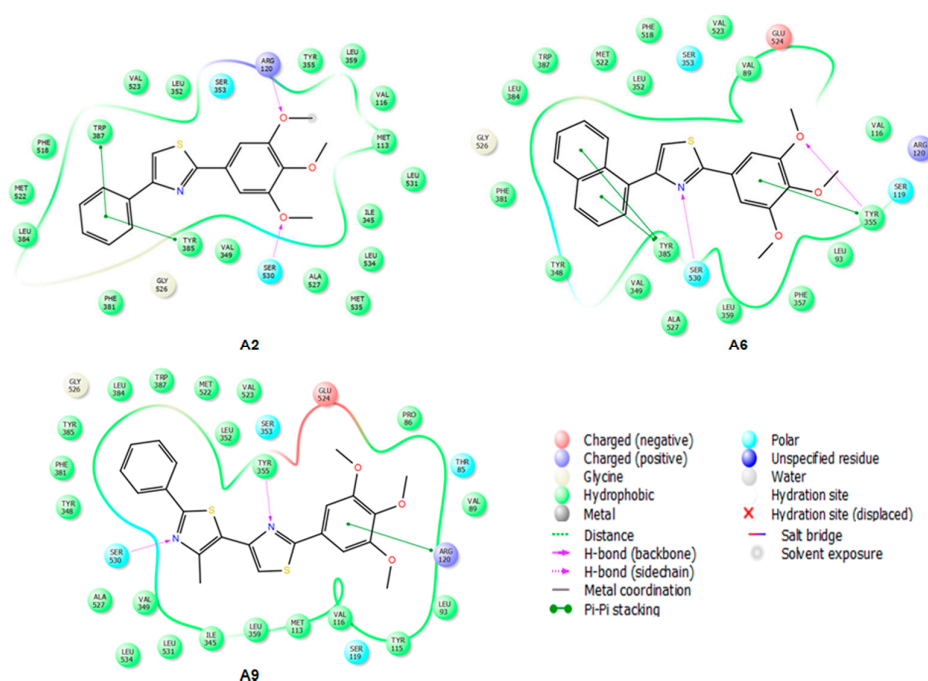 ARG 120
TYR 355
LEU 359
VAL 523
LEU 352
SER 353
VAL 116
TRP 387
MET 113
PHE 518
S
O
O
N
O
LEU 531
MET 522
LEU 384
TYR 385
VAL 349
ILE 345
SER 530
LEU 534
GLY 526
ALA 527
PHE 381
MET 535
A2
PHE 518
VAL 523
GLU 524
TRP 387
MET 522
SER 353
VAL 89
LEU 384
LEU 352
GLY 526
S
O
VAL 116
ARG 120
PHE 381
N
O
SER 119
O
TYR 355
TYR 348
TYR 385
SER 530
LEU 93
VAL 349
LEU 359
PHE 357
ALA 527
A6
GLY 526
LEU 384
TRP 387
MET 522
VAL 523
GLU 524
TYR 385
LEU 352
SER 353
PRO 86
PHE 381
TYR 355
THR 85
O
O
VAL 89
TYR 348
S
N
SER 530
N
O
ARG 120
S
ALA 527
VAL 349
LEU 93
LEU 534
LEU 531
ILE 345
LEU 359
MET 113
VAL 116
SER 119
TYR 115
A9
Charged (negative)
Charged (positive)
Glycine
Hydrophobic
Metal
Distance
H-bond (backbone)
H-bond (sidechain)
Metal coordination
Pi-Pi stacking
Polar
Unspecified residue
Water
Hydration site
Hydration site (displaced)
Salt bridge
Solvent exposure